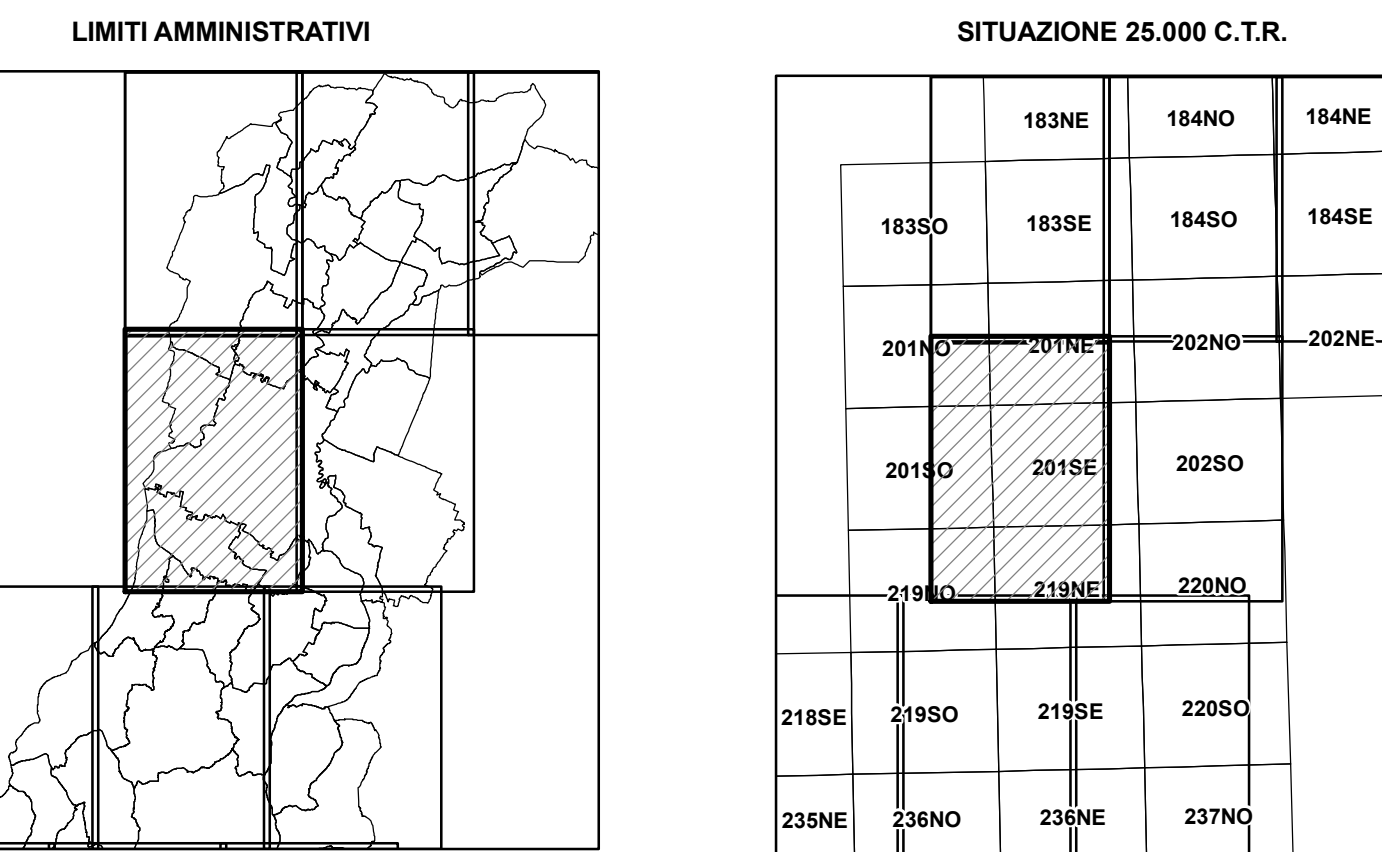 LIMITI AMMINISTRATIVI
SITUAZIONE 25.000 C.T.R.
183NE 184NO 184NE
183SO 183SE 184SO 184SE
201NO 201NE 202NO 202NE
201SO 201SE 202SO
219NO 219NE 220NO
218SE 219SO 219SE 220SO
235NE 236NO 236NE 237NO